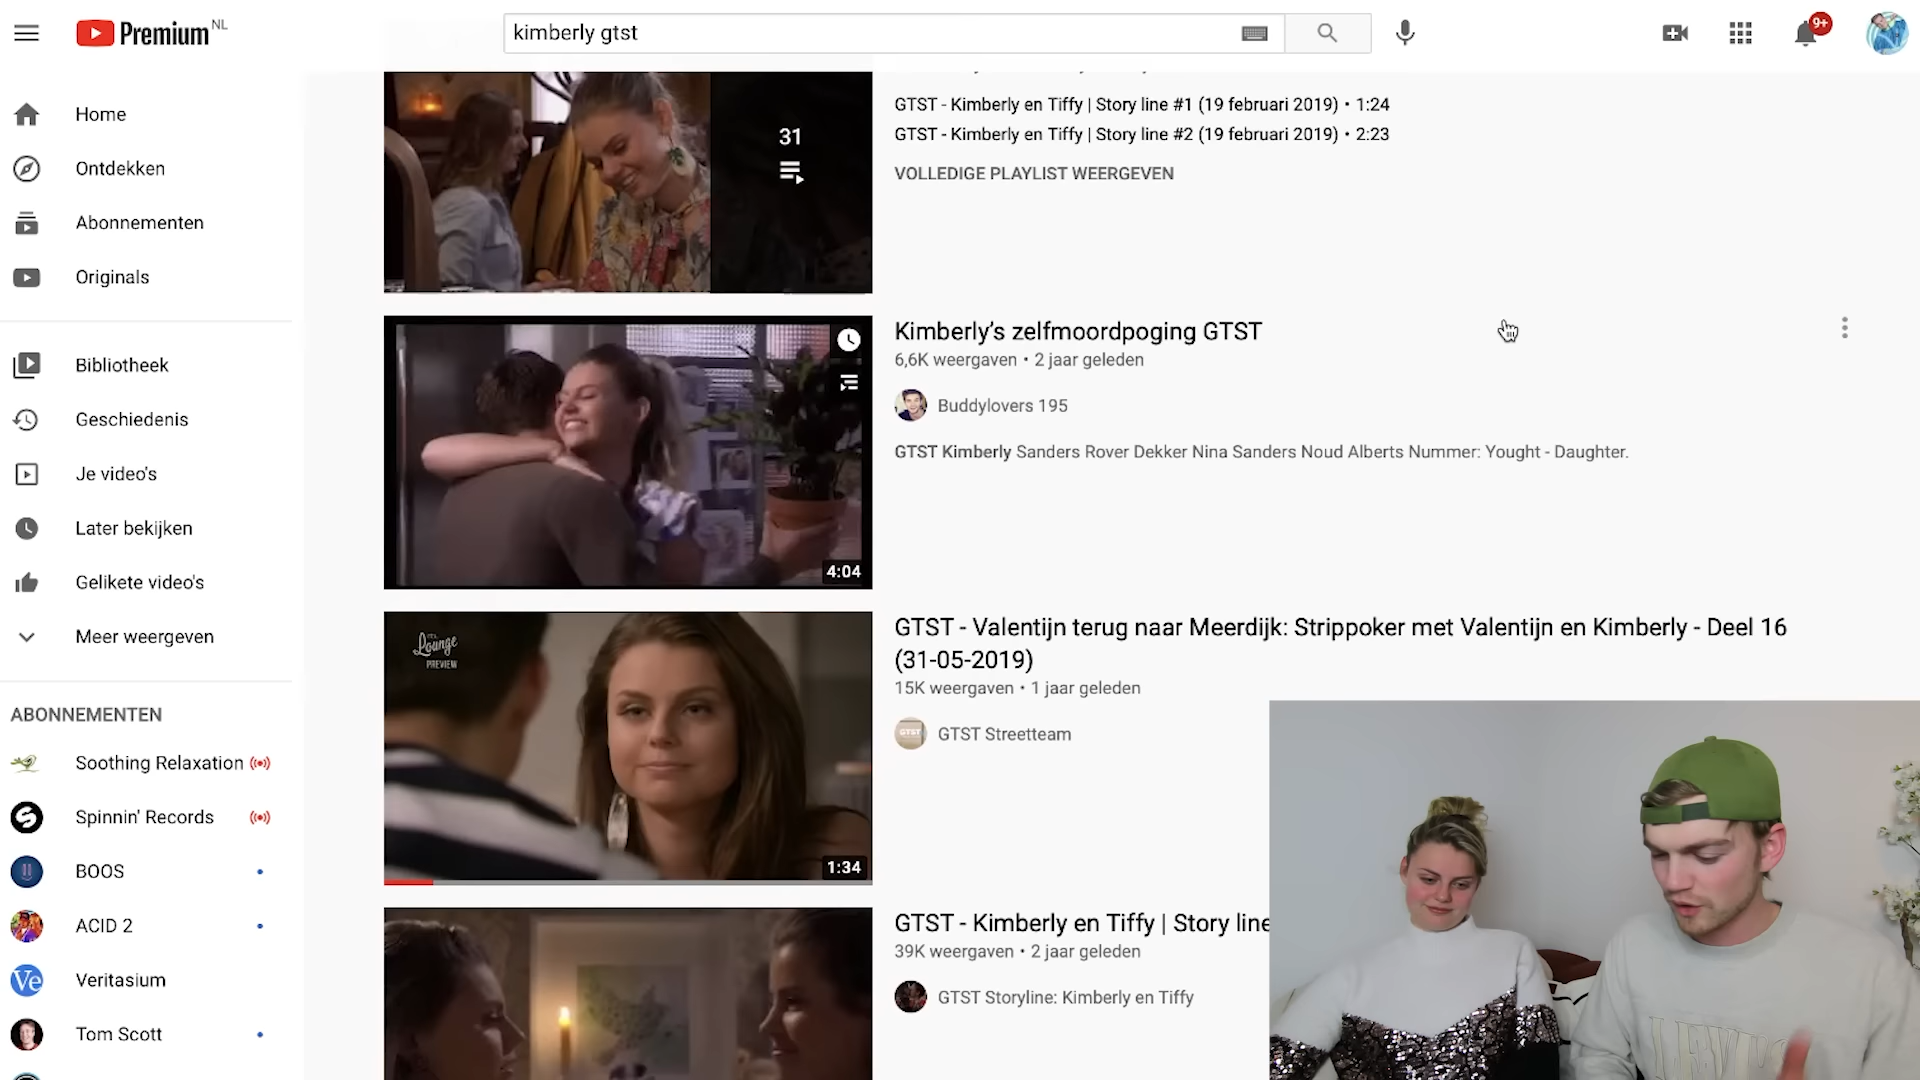 Premium NL
kimberly gtst
9+
Home
Ontdekken
Abonnementen
Originals
Bibliotheek
Geschiedenis
Je video's
Later bekijken
Gelikete video's
Meer weergeven
ABONNEMENTEN
Soothing Relaxation
Spinnin' Records
BOOS
ACID 2
Veritasium
Tom Scott
31
GTST - Kimberly en Tiffy | Story line #1 (19 februari 2019) • 1:24
GTST - Kimberly en Tiffy | Story line #2 (19 februari 2019) • 2:23
VOLLEDIGE PLAYLIST WEERGEVEN
4:04
Kimberly’s zelfmoordpoging GTST
6,6K weergaven • 2 jaar geleden
Buddylovers 195
GTST Kimberly Sanders Rover Dekker Nina Sanders Noud Alberts Nummer: Yought - Daughter.
Lounge
PREVIEW
1:34
GTST - Valentijn terug naar Meerdijk: Strippoker met Valentijn en Kimberly - Deel 16
(31-05-2019)
15K weergaven • 1 jaar geleden
GTST
GTST Streetteam
GTST - Kimberly en Tiffy | Story line
39K weergaven • 2 jaar geleden
GTST Storyline: Kimberly en Tiffy
Ve